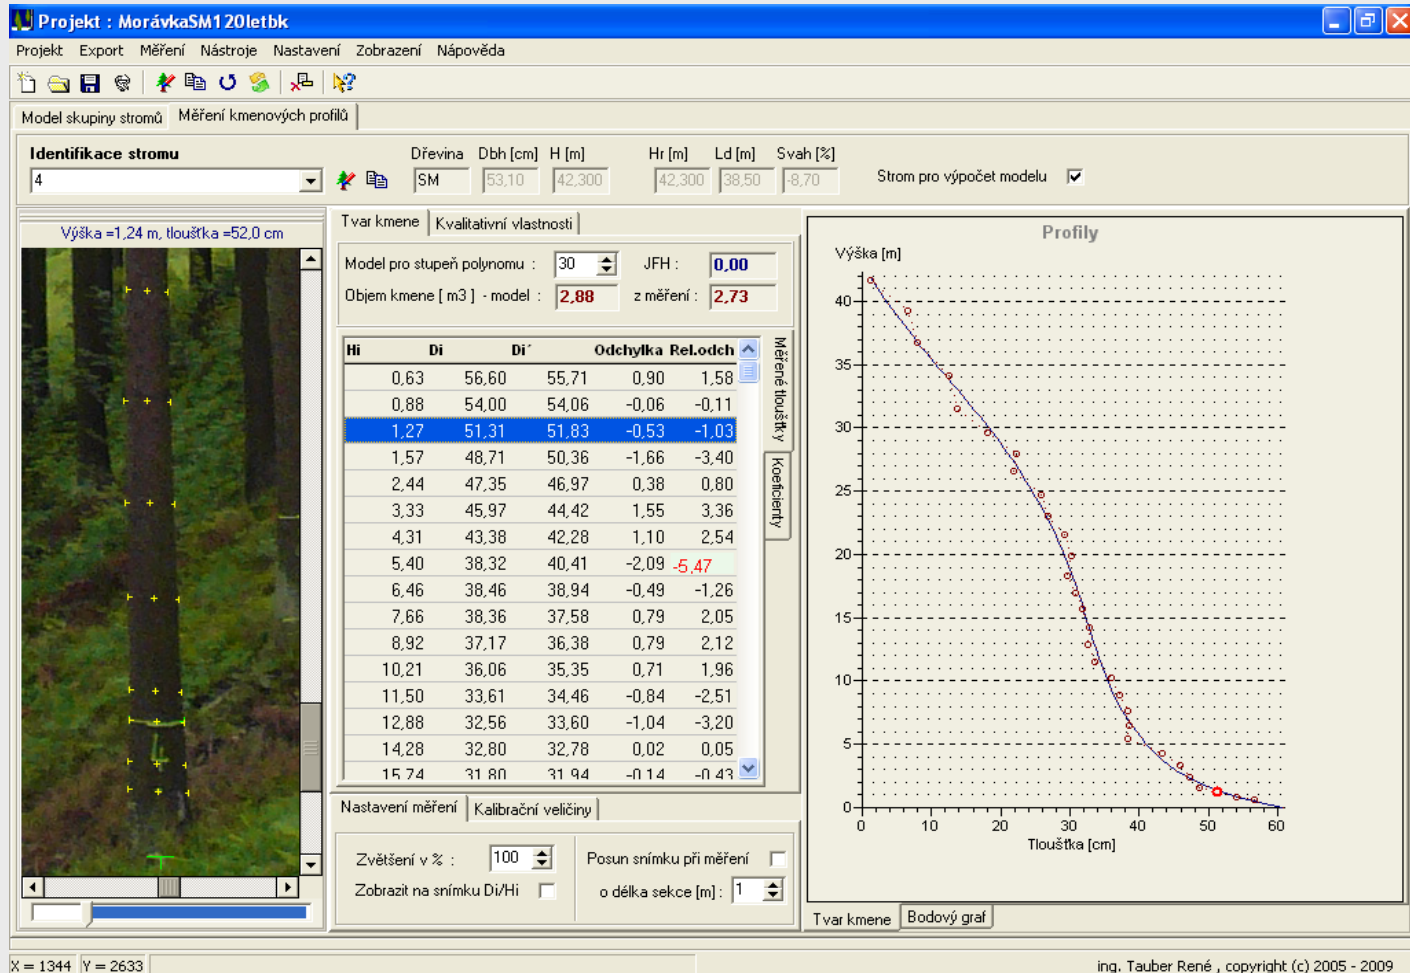 Projekt : MorávkaSM120letbk
Projekt Export Měření Nástroje Nastavení Zobrazení Nápověda
Model skupiny stromů Měření kmenových profilů
Identifikace stromu Dřevina Dbh [cm] H [m] Hr [m] Ld [m] Svah [%]
4 SM 53,10 42,300 42,300 38,50 -8,70 Strom pro výpočet modelu
Výška =1,24 m, tloušťka =52,0 cm
4
Tvar kmene Kvalitativní vlastnosti
Model pro stupeň polynomu : 30 JFH : 0,00
Objem kmene [ m3 ] - model : 2,88 z měření : 2,73
Hi Di Di´ Odchylka Rel.odch
0,63 56,60 55,71 0,90 1,58
0,88 54,00 54,06 -0,06 -0,11
1,27 51,31 51,83 -0,53 -1,03
1,57 48,71 50,36 -1,66 -3,40
2,44 47,35 46,97 0,38 0,80
3,33 45,97 44,42 1,55 3,36
4,31 43,38 42,28 1,10 2,54
5,40 38,32 40,41 -2,09 -5,47
6,46 38,46 38,94 -0,49 -1,26
7,66 38,36 37,58 0,79 2,05
8,92 37,17 36,38 0,79 2,12
10,21 36,06 35,35 0,71 1,96
11,50 33,61 34,46 -0,84 -2,51
12,88 32,56 33,60 -1,04 -3,20
14,28 32,80 32,78 0,02 0,05
15,74 31,80 31,94 -0,14 -0,43
Měřené tloušťky
Koeficienty
Nastavení měření Kalibrační veličiny
Zvětšení v % : 100 Posun snímku při měření
Zobrazit na snímku Di/Hi o délka sekce [m] : 1
Profily
Výška [m]
40
35
30
25
20
15
10
5
0
0 10 20 30 40 50 60
Tloušťka [cm]
Tvar kmene Bodový graf
X = 1344 Y = 2633 ing. Tauber René , copyright (c) 2005 - 2009